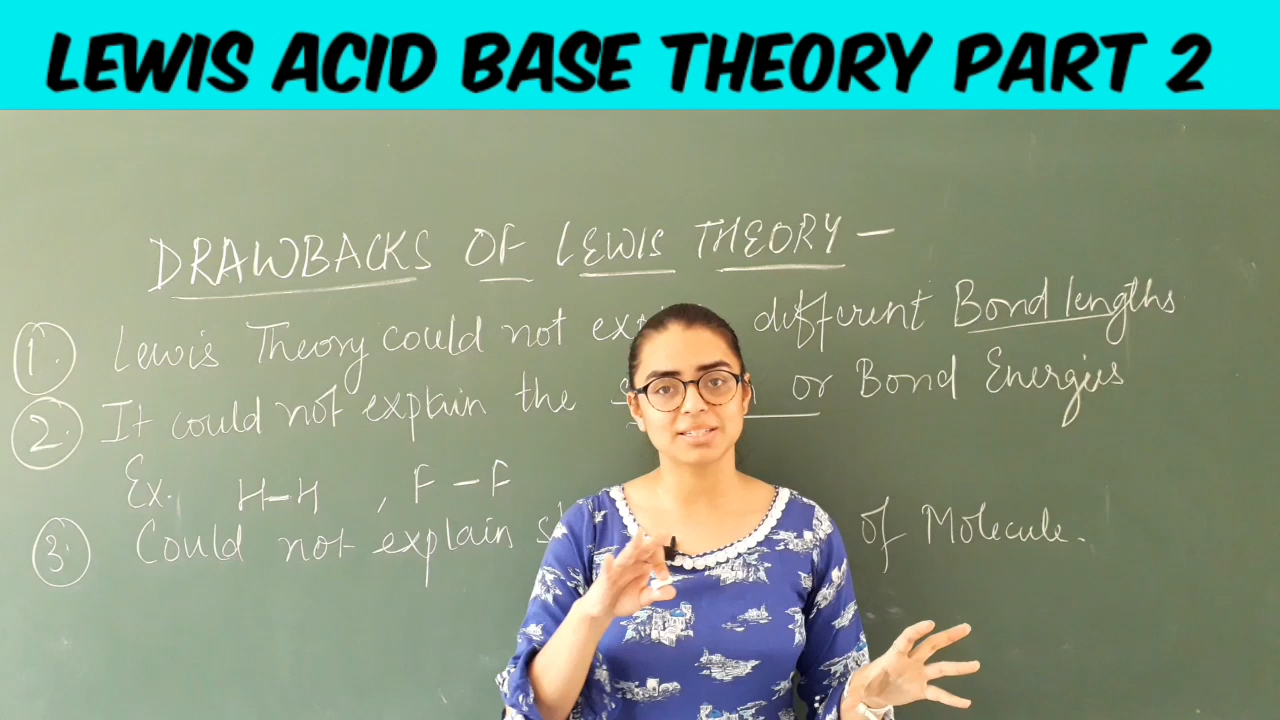 LEWIS ACID BASE THEORY PART 2
DRAWBACKS OF LEWIS THEORY -
1. Lewis Theory could not different Bond lengths
2. It could not explain the or Bond Energies
Ex. H-H , F-F
3. Could not explain of Molecule.